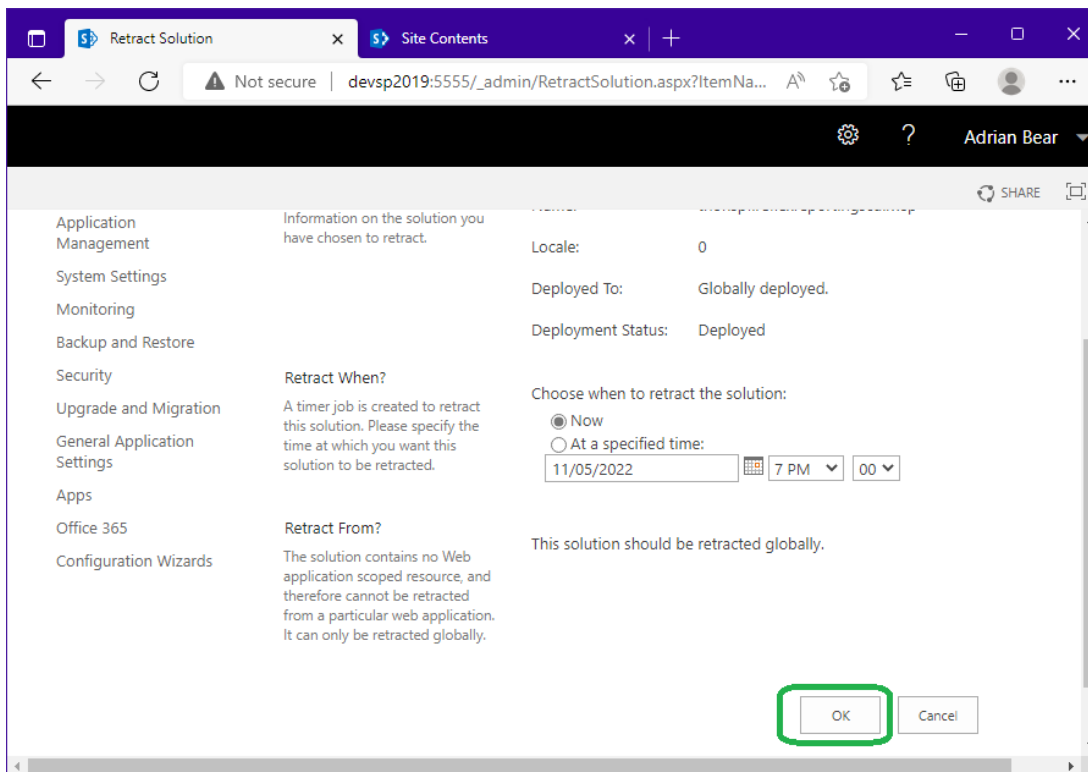 Retract Solution
Site Contents
Not secure
devsp2019:5555/_admin/RetractSolution.aspx?ItemNa...
?
Adrian Bear
SHARE
Application
Management
System Settings
Monitoring
Backup and Restore
Security
Upgrade and Migration
General Application
Settings
Apps
Office 365
Configuration Wizards
Information on the solution you
have chosen to retract.
Locale: 0
Deployed To: Globally deployed.
Deployment Status: Deployed
Retract When?
A timer job is created to retract
this solution. Please specify the
time at which you want this
solution to be retracted.
Choose when to retract the solution:
Now
At a specified time:
11/05/2022 7 PM 00
Retract From?
The solution contains no Web
application scoped resource, and
therefore cannot be retracted
from a particular web application.
It can only be retracted globally.
This solution should be retracted globally.
OK Cancel